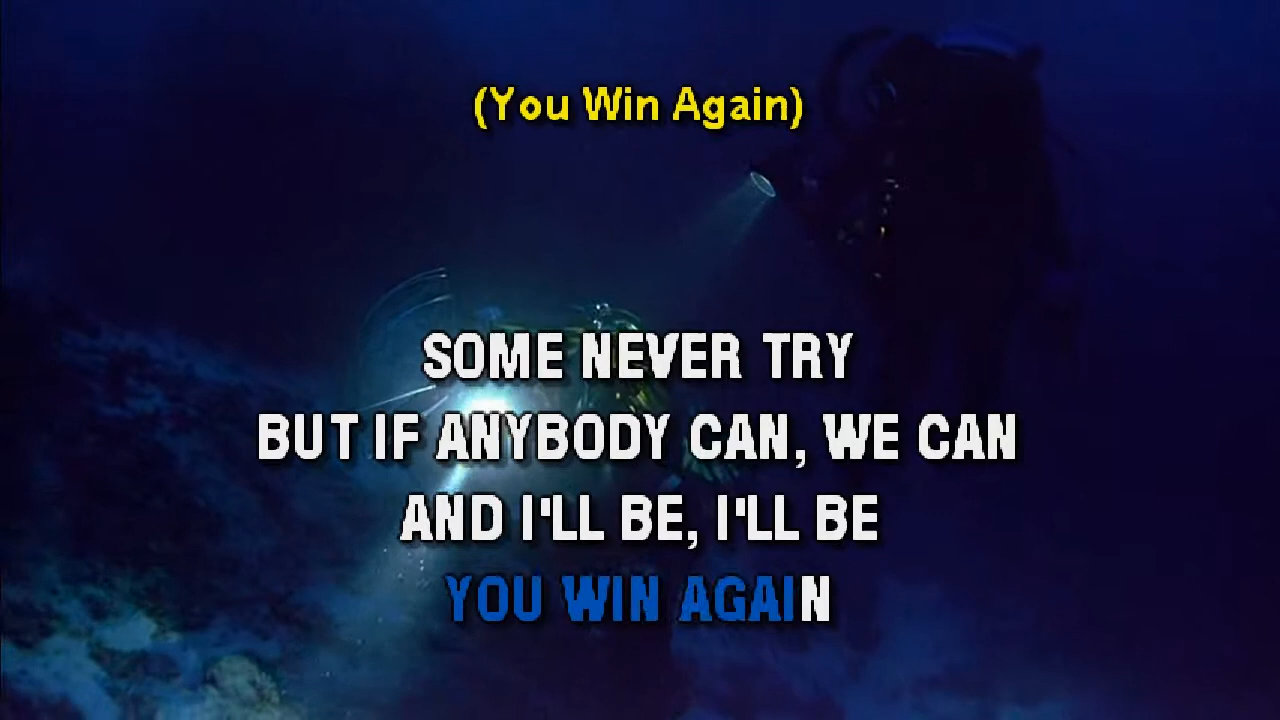 (You Win Again)
SOME NEVER TRY
BUT IF ANYBODY CAN, WE CAN
AND I'LL BE, I'LL BE
YOU WIN AGAIN